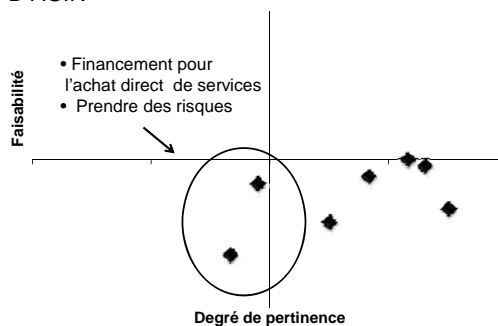 • Financement pour
l'achat direct de services
• Prendre des risques
Faisabilité
Degré de pertinence